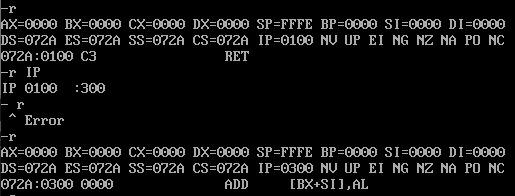 -r
AX=0000 BX=0000 CX=0000 DX=0000 SP=FFFE BP=0000 SI=0000 DI=0000
DS=072A ES=072A SS=072A CS=072A IP=0100 NV UP EI NG NZ NA PO NC
072A:0100 C3 RET
-r IP
IP 0100 :300
- r
^ Error
-r
AX=0000 BX=0000 CX=0000 DX=0000 SP=FFFE BP=0000 SI=0000 DI=0000
DS=072A ES=072A SS=072A CS=072A IP=0300 NV UP EI NG NZ NA PO NC
072A:0300 0000 ADD [BX+SI],AL